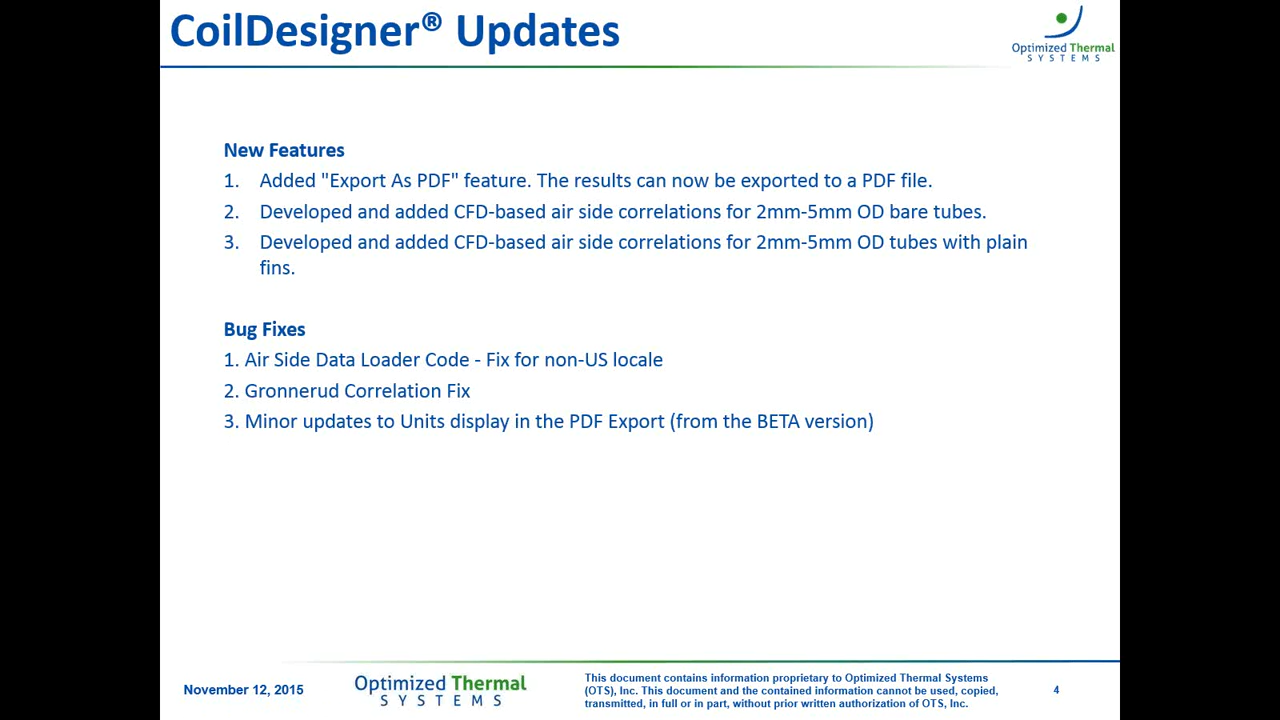 CoilDesigner® Updates
Optimized Thermal
SYSTEMS
New Features
1. Added "Export As PDF" feature. The results can now be exported to a PDF file.
2. Developed and added CFD-based air side correlations for 2mm-5mm OD bare tubes.
3. Developed and added CFD-based air side correlations for 2mm-5mm OD tubes with plain
fins.
Bug Fixes
1. Air Side Data Loader Code - Fix for non-US locale
2. Gronnerud Correlation Fix
3. Minor updates to Units display in the PDF Export (from the BETA version)
November 12, 2015
Optimized Thermal
SYSTEMS
This document contains information proprietary to Optimized Thermal Systems
(OTS), Inc. This document and the contained information cannot be used, copied,
transmitted, in full or in part, without prior written authorization of OTS, Inc.
4